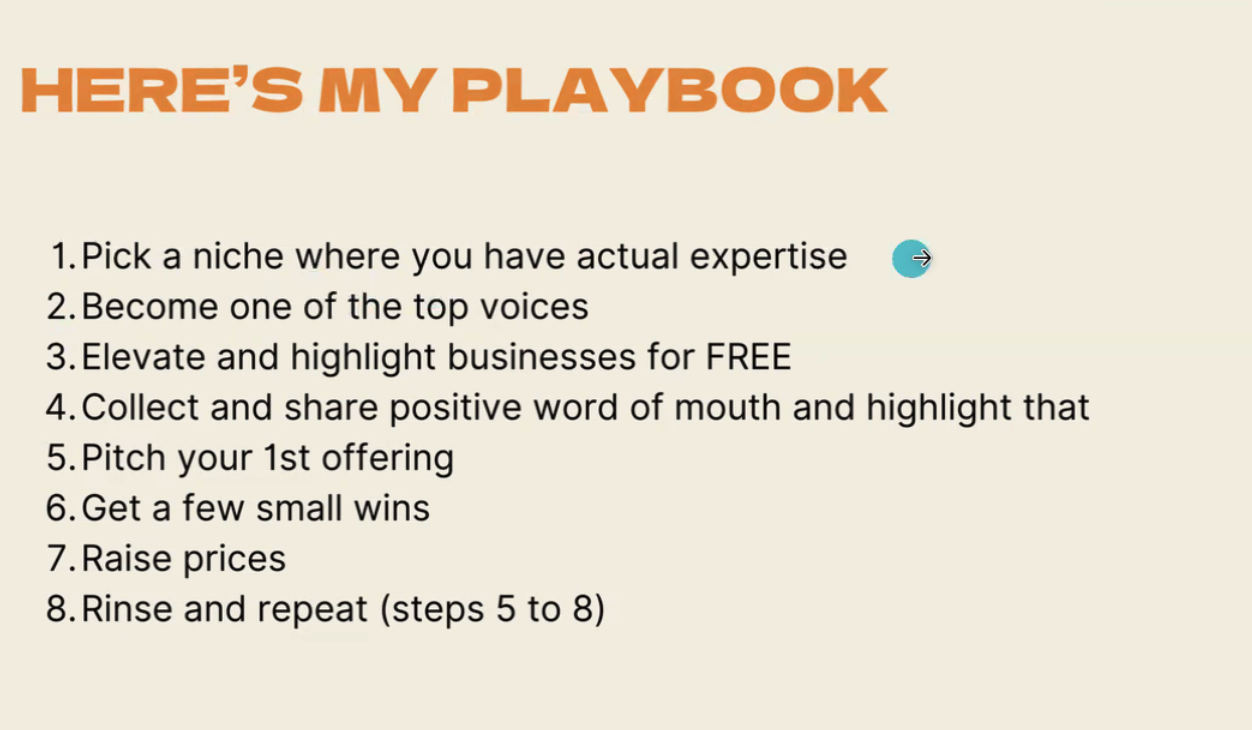 HERE’S MY PLAYBOOK
1. Pick a niche where you have actual expertise
2. Become one of the top voices
3. Elevate and highlight businesses for FREE
4. Collect and share positive word of mouth and highlight that
5. Pitch your 1st offering
6. Get a few small wins
7. Raise prices
8. Rinse and repeat (steps 5 to 8)